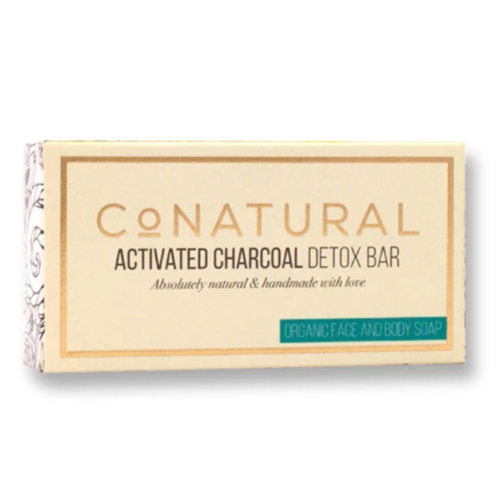 CoNATURAL
ACTIVATED CHARCOAL DETOX BAR
Absolutely natural & handmade with love
ORGANIC FACE AND BODY SOAP